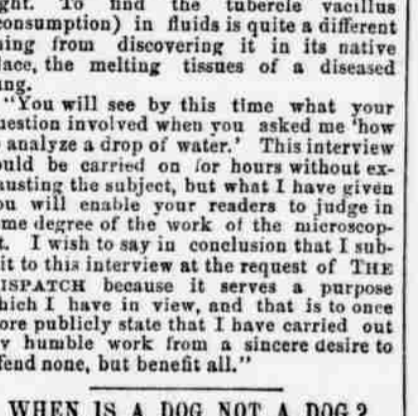 ght. To find the tubercle vacillus
consumption) in fluids is quite a different
ing from discovering it in its native
lace, the melting tissues of a diseased
ung.
"You will see by this time what your
uestion involved when you asked me 'how
analyze a drop of water.' This interview
ould be carried on for hours without ex-
austing the subject, but what I have given
ou will enable your readers to judge in
me degree of the work of the microscop-
t. I wish to say in conclusion that I sub-
it to this interview at the request of THE
ISPATCH because it serves a purpose
hich I have in view, and that is to once
ore publicly state that I have carried out
y humble work from a sincere desire to
fend none, but benefit all."
WHEN IS A DOG NOT A DOG?